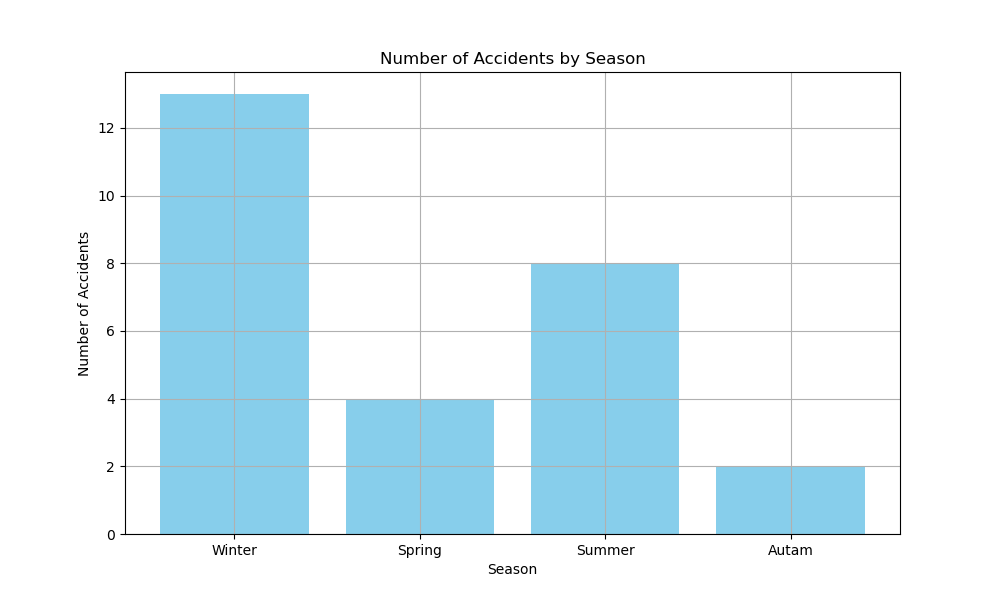 Number of Accidents by Season
Number of Accidents
12
10
8
6
4
2
0
Winter Spring Summer Autam
Season